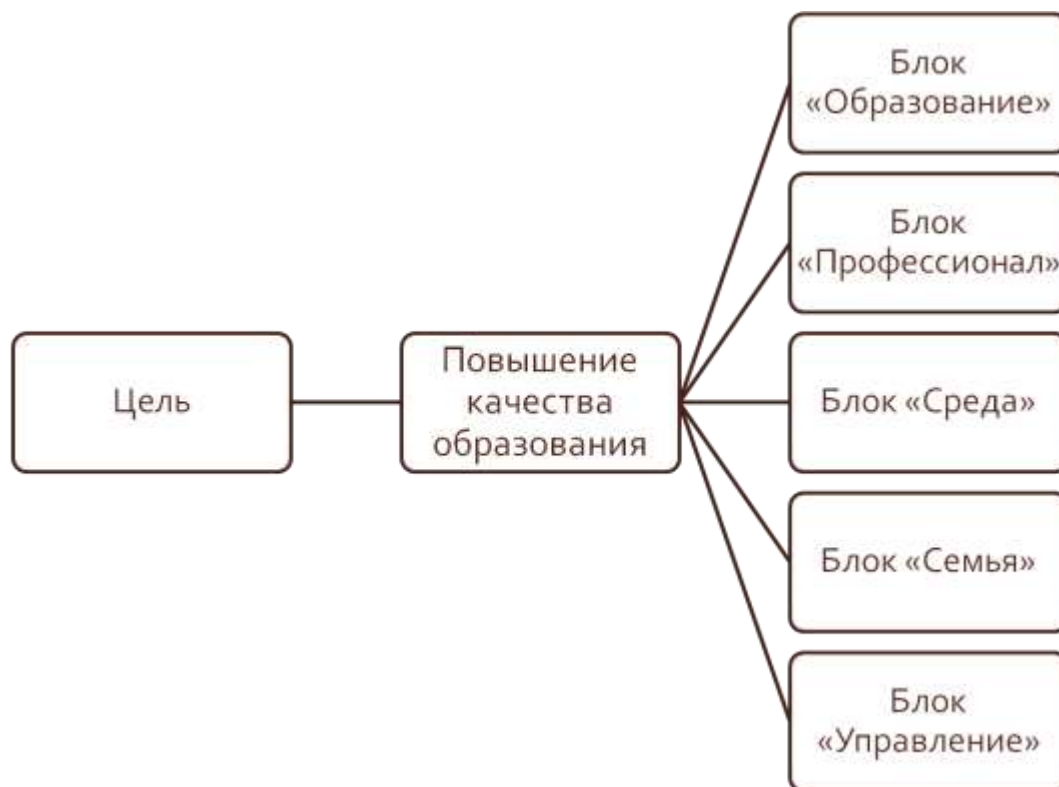 Цель
Повышение
качества
образования
Блок
«Образование»
Блок
«Профессионал»
Блок «Среда»
Блок «Семья»
Блок
«Управление»